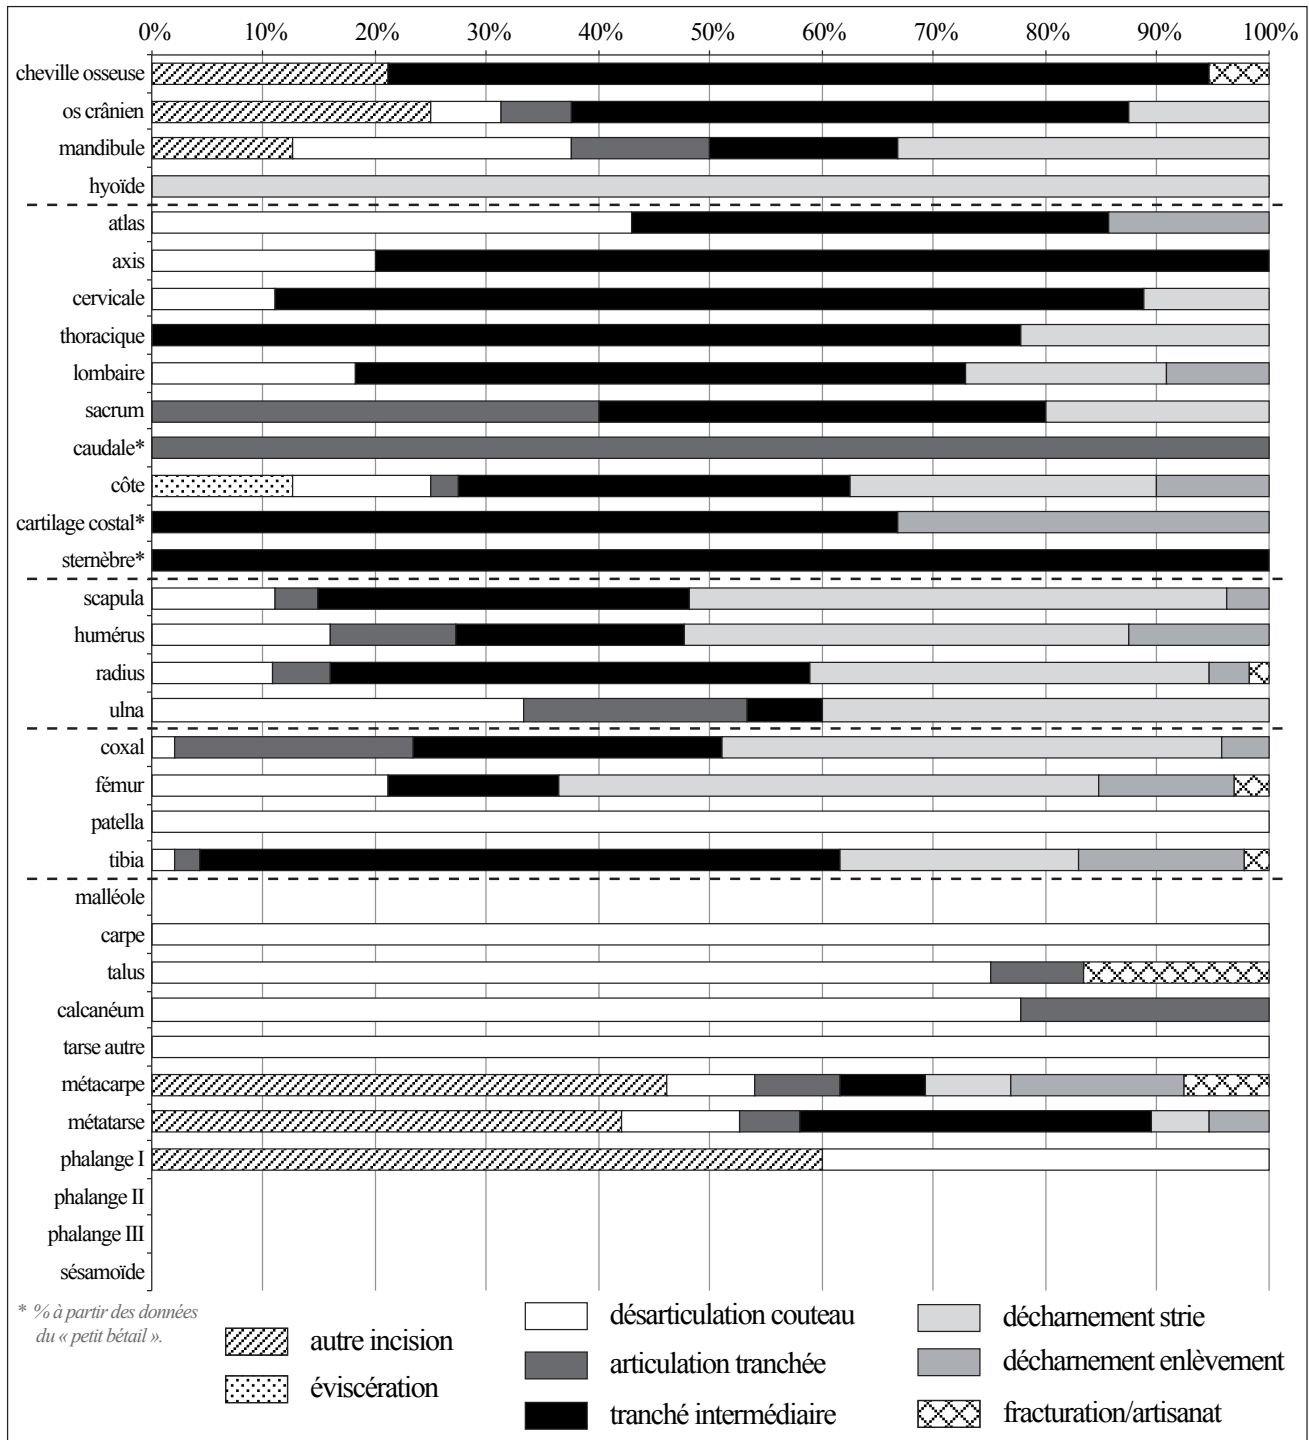 0% 10% 20% 30% 40% 50% 60% 70% 80% 90% 100%
cheville osseuse
os crânien
mandibule
hyoïde
atlas
axis
cervicale
thoracique
lombaire
sacrum
caudale*
côte
cartilage costal*
sternèbre*
scapula
humérus
radius
ulna
coxal
fémur
patella
tibia
malléole
carpe
talus
calcanéum
tarse autre
métacarpe
métatarse
phalange I
phalange II
phalange III
sésamoïde
* % à partir des données
du « petit bétail ».
autre incision
éviscération
désarticulation couteau
articulation tranchée
tranché intermédiaire
décharnement strie
décharnement enlèvement
fracturation/artisanat